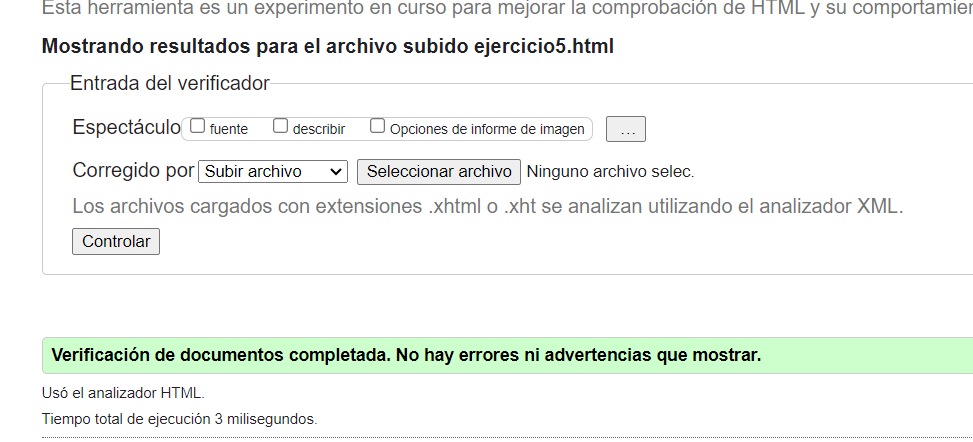 Esta herramienta es un experimento en curso para mejorar la comprobación de HTML y su comportamien
Mostrando resultados para el archivo subido ejercicio5.html
Entrada del verificador
Espectáculo fuente describir Opciones de informe de imagen ...
Corregido por Subir archivo Seleccionar archivo Ninguno archivo selec.
Los archivos cargados con extensiones .xhtml o .xht se analizan utilizando el analizador XML.
Controlar
Verificación de documentos completada. No hay errores ni advertencias que mostrar.
Usó el analizador HTML.
Tiempo total de ejecución 3 milisegundos.